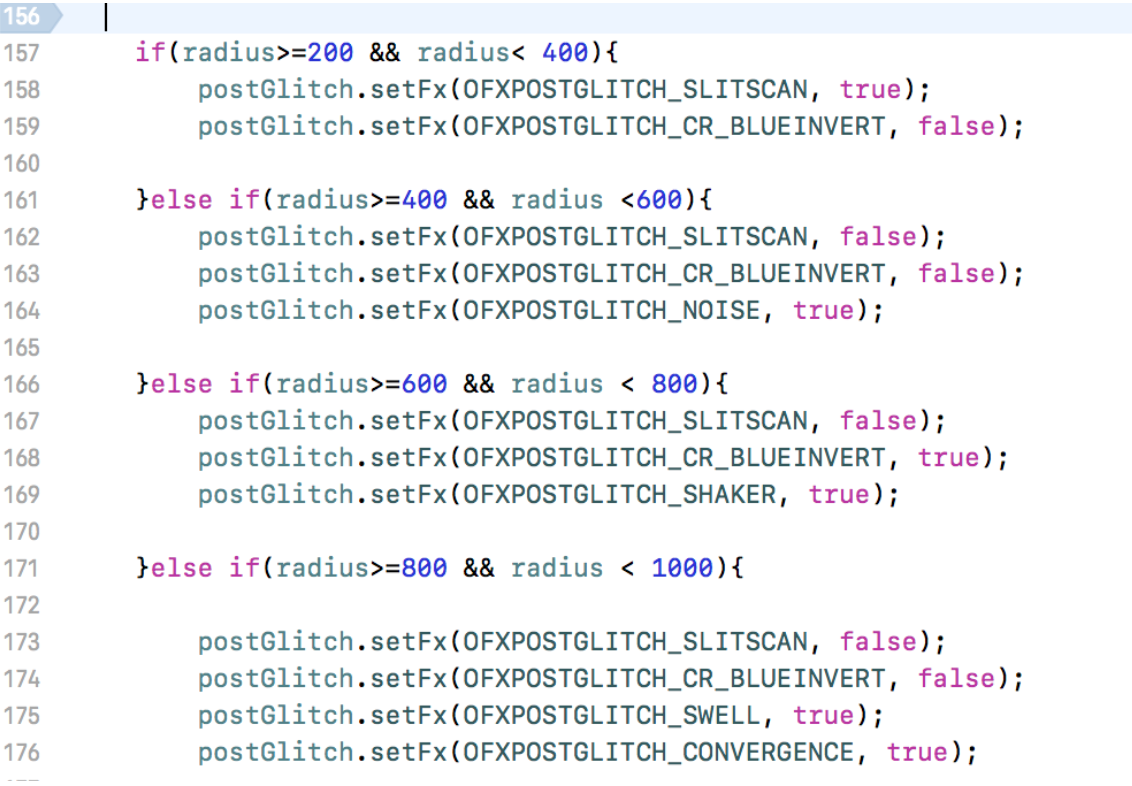 156
157 if(radius>=200 && radius< 400){
158 postGlitch.setFx(OFXPOSTGLITCH_SLITSCAN, true);
159 postGlitch.setFx(OFXPOSTGLITCH_CR_BLUEINVERT, false);
160
161 }else if(radius>=400 && radius <600){
162 postGlitch.setFx(OFXPOSTGLITCH_SLITSCAN, false);
163 postGlitch.setFx(OFXPOSTGLITCH_CR_BLUEINVERT, false);
164 postGlitch.setFx(OFXPOSTGLITCH_NOISE, true);
165
166 }else if(radius>=600 && radius < 800){
167 postGlitch.setFx(OFXPOSTGLITCH_SLITSCAN, false);
168 postGlitch.setFx(OFXPOSTGLITCH_CR_BLUEINVERT, true);
169 postGlitch.setFx(OFXPOSTGLITCH_SHAKER, true);
170
171 }else if(radius>=800 && radius < 1000){
172
173 postGlitch.setFx(OFXPOSTGLITCH_SLITSCAN, false);
174 postGlitch.setFx(OFXPOSTGLITCH_CR_BLUEINVERT, false);
175 postGlitch.setFx(OFXPOSTGLITCH_SWELL, true);
176 postGlitch.setFx(OFXPOSTGLITCH_CONVERGENCE, true);